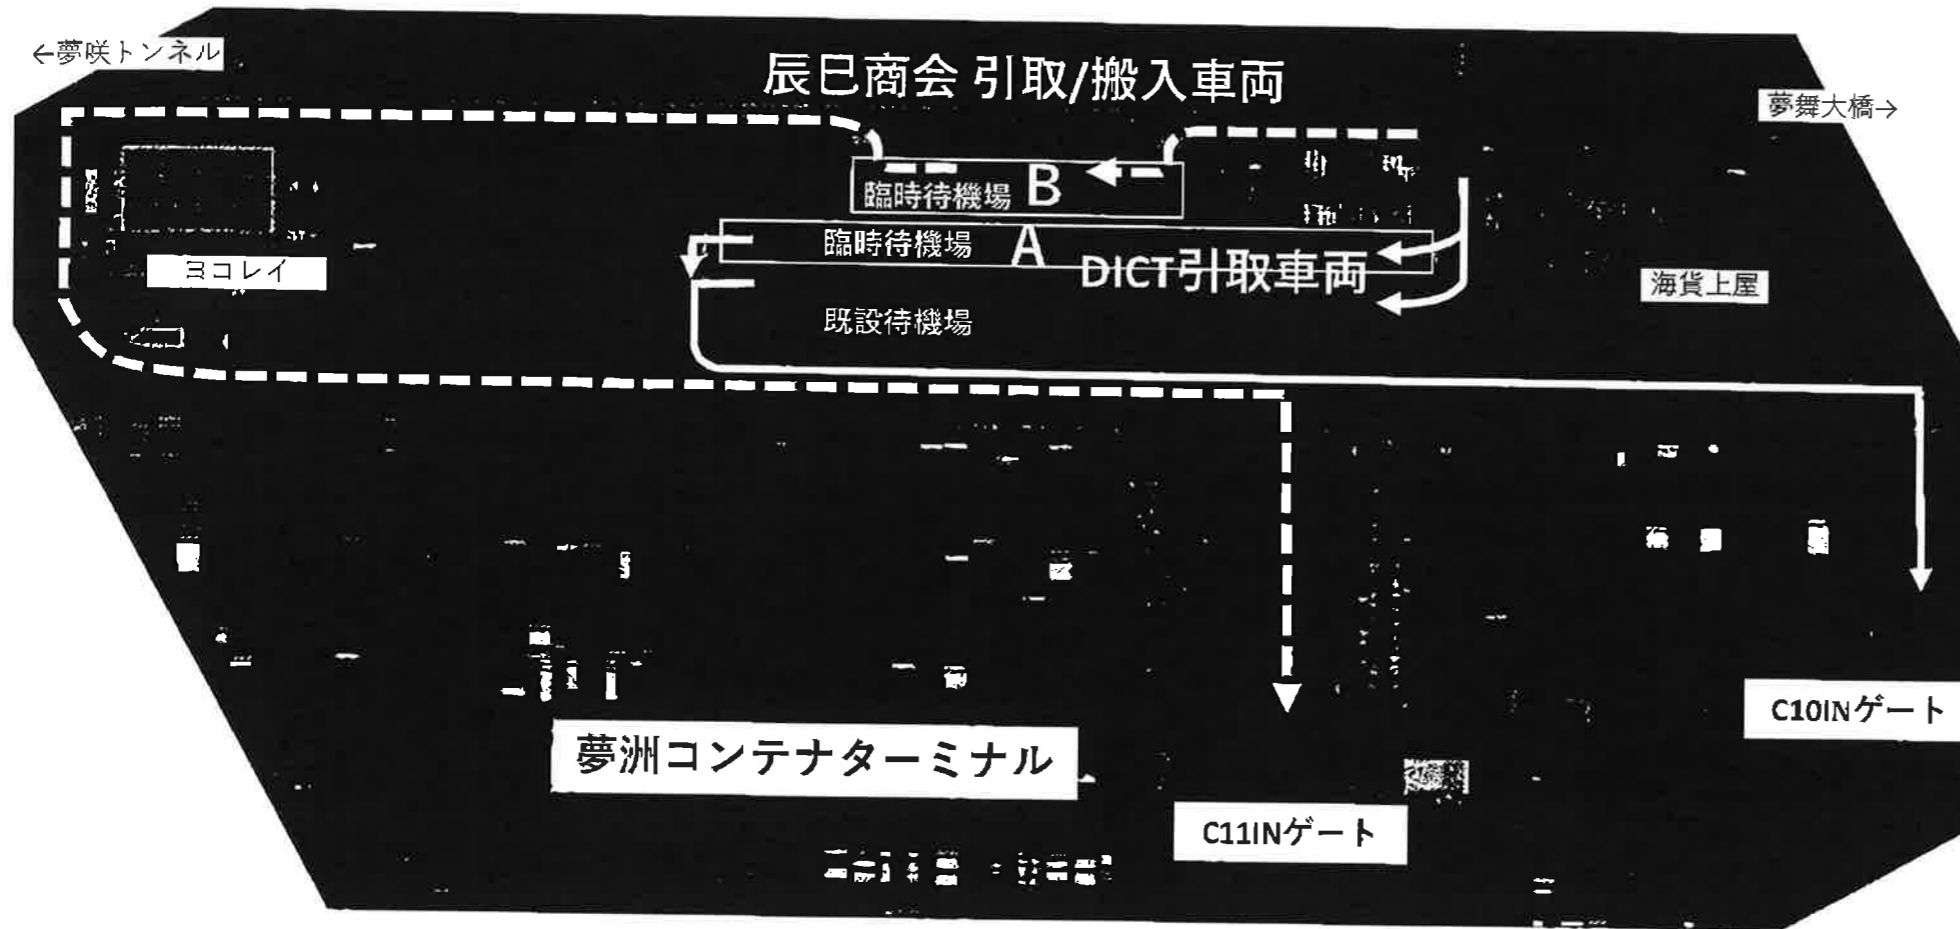 ←夢咲トンネル
辰巳商会 引取/搬入車両
夢舞大橋→
臨時待機場 B
臨時待機場 A
DICT引取車両
ヨコレイ
海貨上屋
既設待機場
C10INゲート
夢洲コンテナターミナル
C11INゲート